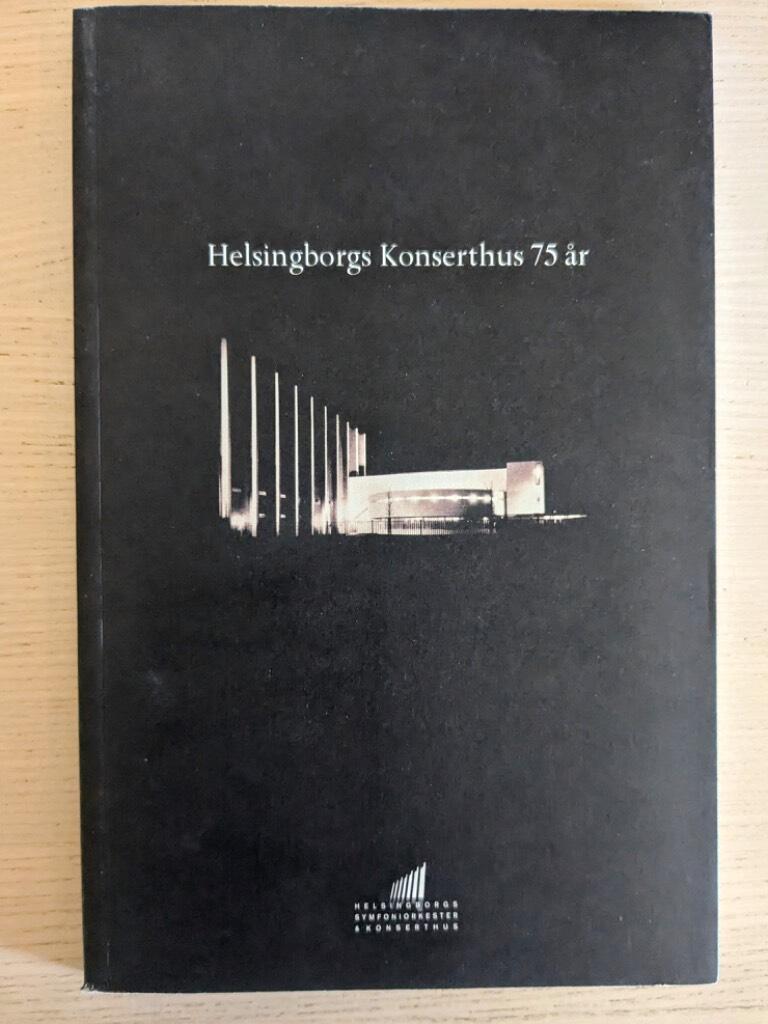 Helsingborgs Konserthus 75 år
HELSINGBORGS
SYMFONIORKESTER
& KONSERTHUS